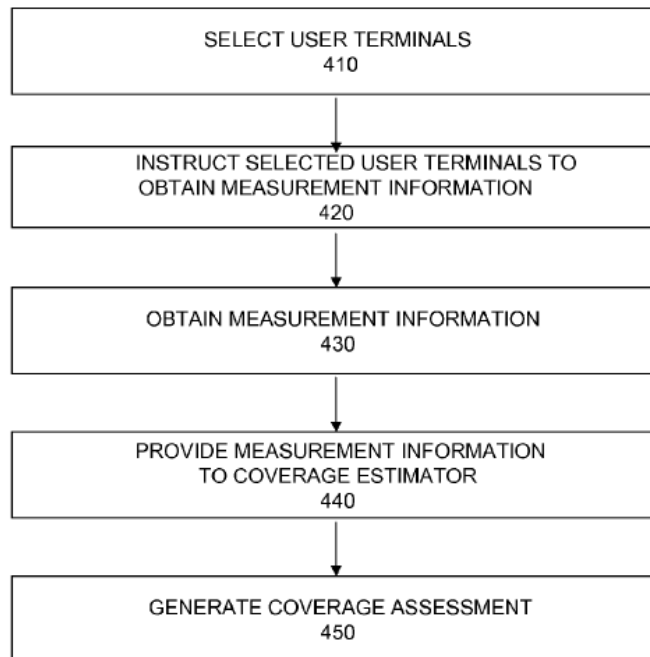 SELECT USER TERMINALS
410
INSTRUCT SELECTED USER TERMINALS TO
OBTAIN MEASUREMENT INFORMATION
420
OBTAIN MEASUREMENT INFORMATION
430
PROVIDE MEASUREMENT INFORMATION
TO COVERAGE ESTIMATOR
440
GENERATE COVERAGE ASSESSMENT
450